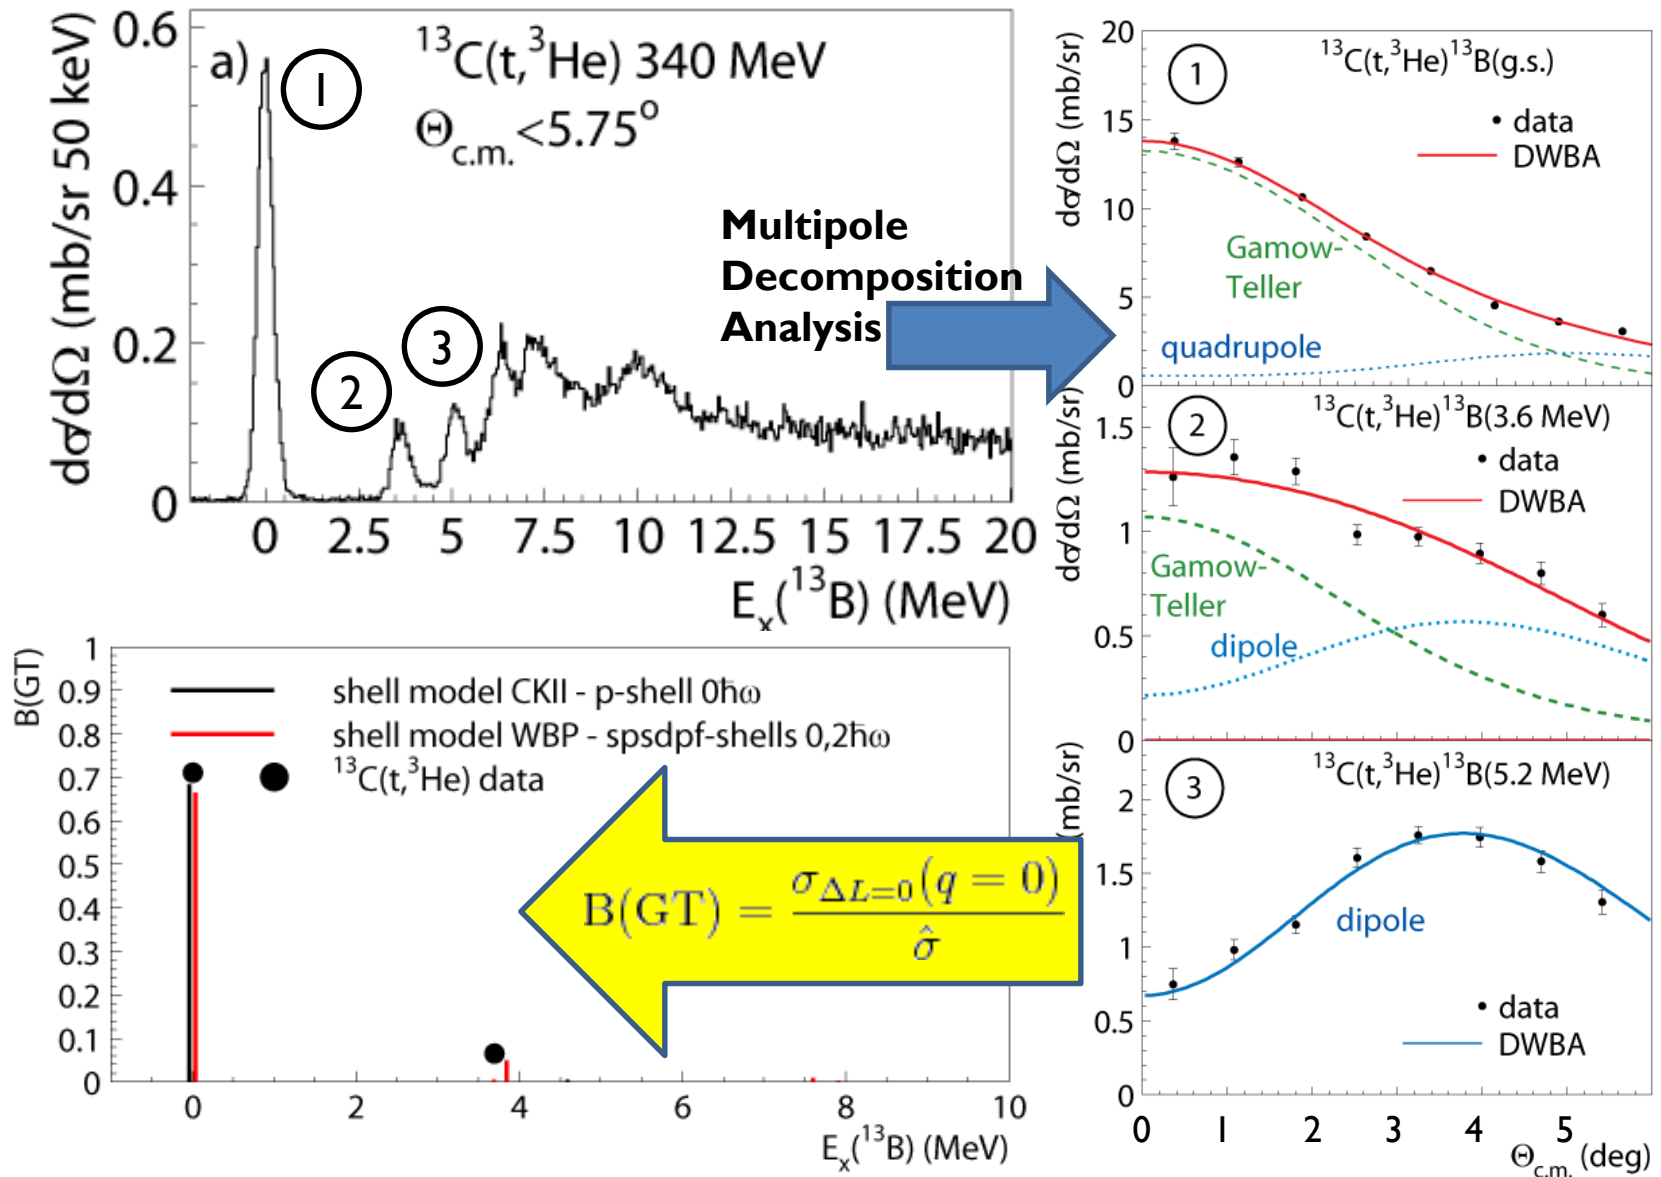 a)
¹³C(t,³He) 340 MeV
Θc.m.<5.75°
1
2
3
dσ/dΩ (mb/sr 50 keV)
0.6
0.4
0.2
0
0 2.5 5 7.5 10 12.5 15 17.5 20
Ex(¹³B) (MeV)
Multipole
Decomposition
Analysis
1
¹³C(t,³He)¹³B(g.s.)
data
DWBA
Gamow-
Teller
quadrupole
dσ/dΩ (mb/sr)
20
15
10
5
0
2
¹³C(t,³He)¹³B(3.6 MeV)
data
DWBA
Gamow-
Teller
dipole
dσ/dΩ (mb/sr)
1.5
1
0.5
0
3
¹³C(t,³He)¹³B(5.2 MeV)
dipole
data
DWBA
(mb/sr)
2
1.5
1
0.5
0
0 1 2 3 4 5
Θc.m. (deg)
B(GT) = σΔL=0(q = 0) / σ̂
B(GT)
1
0.9
0.8
0.7
0.6
0.5
0.4
0.3
0.2
0.1
0
shell model CKII - p-shell 0ħω
shell model WBP - spsdpf-shells 0,2ħω
¹³C(t,³He) data
0 2 4 6 8 10
Ex(¹³B) (MeV)